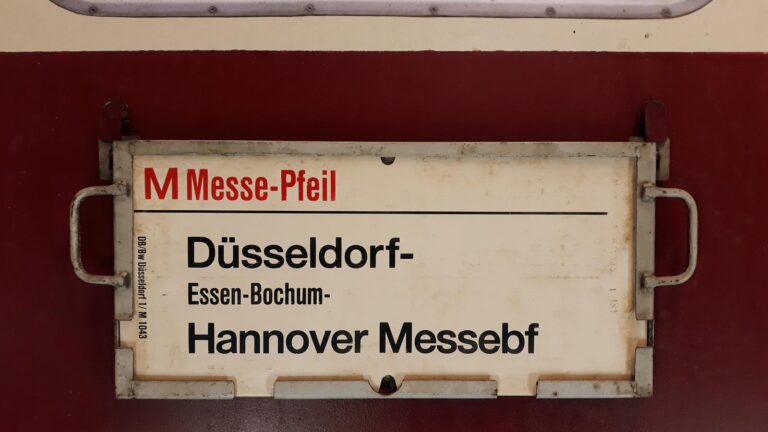 M Messe-Pfeil
Düsseldorf-
Essen-Bochum-
Hannover Messebf
DB/Bw Düsseldorf 1/ M 1043